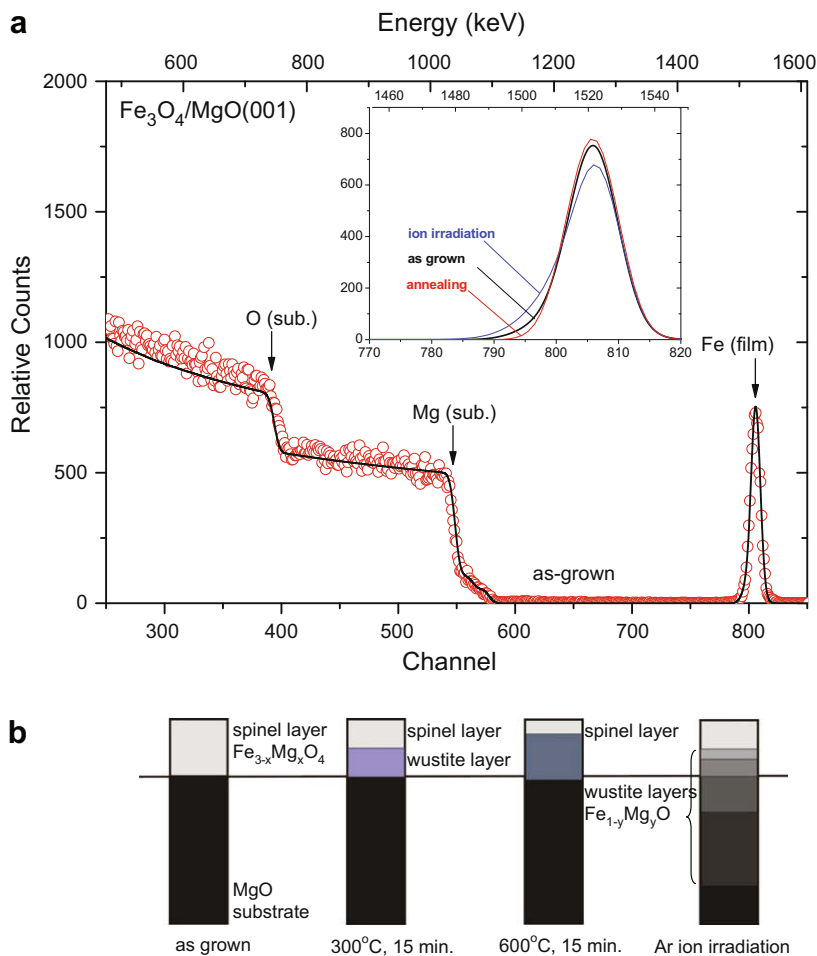 a
Energy (keV)
600 800 1000 1200 1400 1600
2000
1500
1000
500
0
Relative Counts
Fe3O4/MgO(001)
1460 1480 1500 1520 1540
800
600
400
200
0
770 780 790 800 810 820
ion irradiation
as grown
annealing
O (sub.)
Mg (sub.)
Fe (film)
as-grown
300 400 500 600 700 800
Channel
b
spinel layer
Fe3-xMgxO4
MgO
substrate
as grown
spinel layer
wustite layer
300°C, 15 min.
spinel layer
wustite layers
Fe1-yMgyO
600°C, 15 min.
Ar ion irradiation